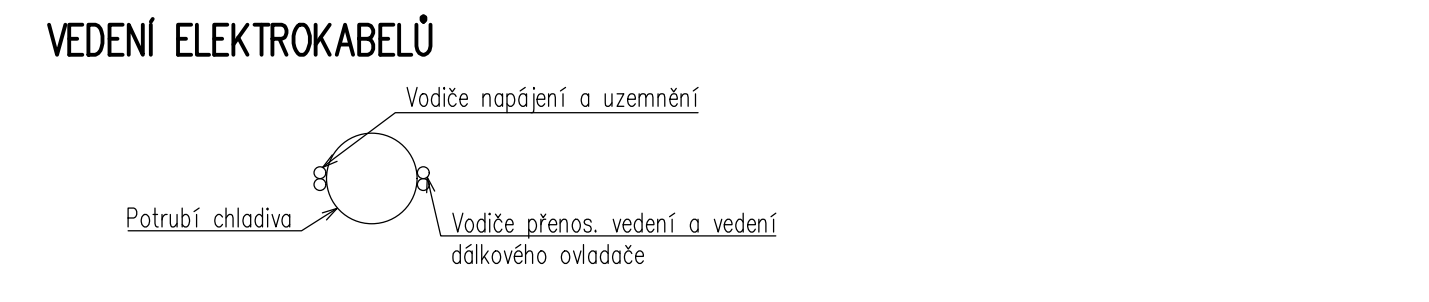 VEDENÍ ELEKTROKABELŮ
Vodiče napájení a uzemnění
Potrubí chladiva
Vodiče přenos. vedení a vedení
dálkového ovladače